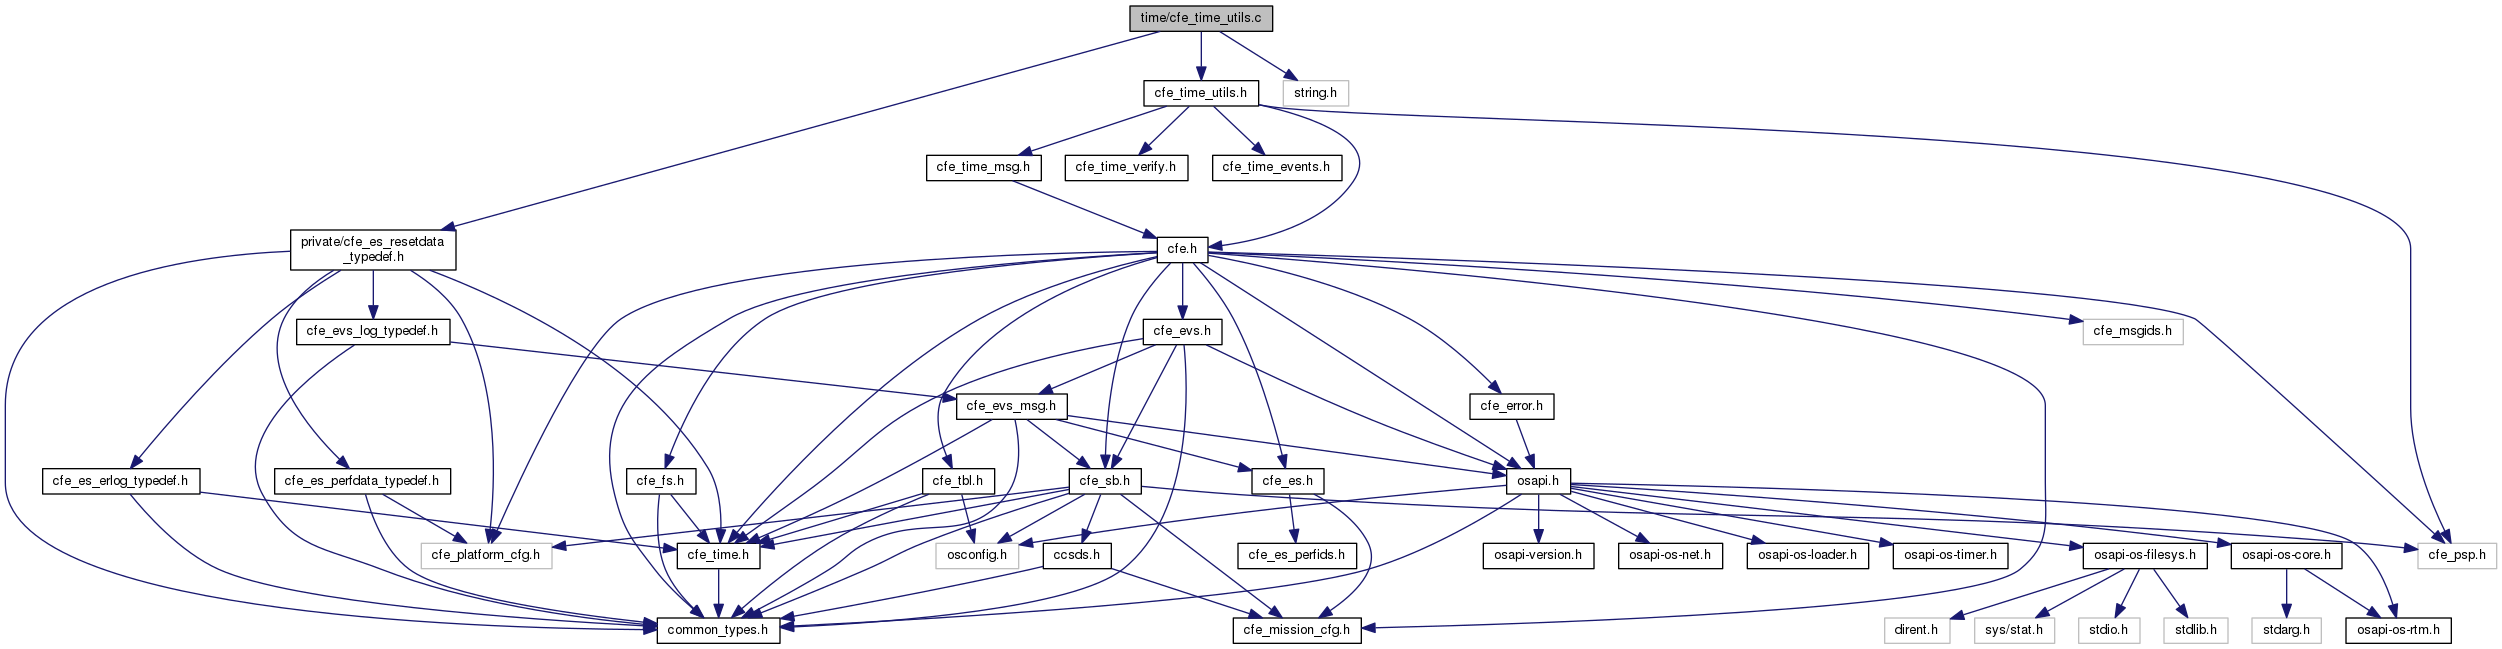 time/cfe_time_utils.c
cfe_time_utils.h
string.h
cfe_time_msg.h
cfe_time_verify.h
cfe_time_events.h
private/cfe_es_resetdata
_typedef.h
cfe.h
cfe_evs_log_typedef.h
cfe_evs.h
cfe_msgids.h
cfe_evs_msg.h
cfe_error.h
cfe_es_erlog_typedef.h
cfe_es_perfdata_typedef.h
cfe_fs.h
cfe_tbl.h
cfe_sb.h
cfe_es.h
osapi.h
cfe_platform_cfg.h
cfe_time.h
osconfig.h
ccsds.h
cfe_es_perfids.h
osapi-version.h
osapi-os-net.h
osapi-os-loader.h
osapi-os-timer.h
osapi-os-filesys.h
osapi-os-core.h
cfe_psp.h
common_types.h
cfe_mission_cfg.h
dirent.h
sys/stat.h
stdio.h
stdlib.h
stdarg.h
osapi-os-rtm.h